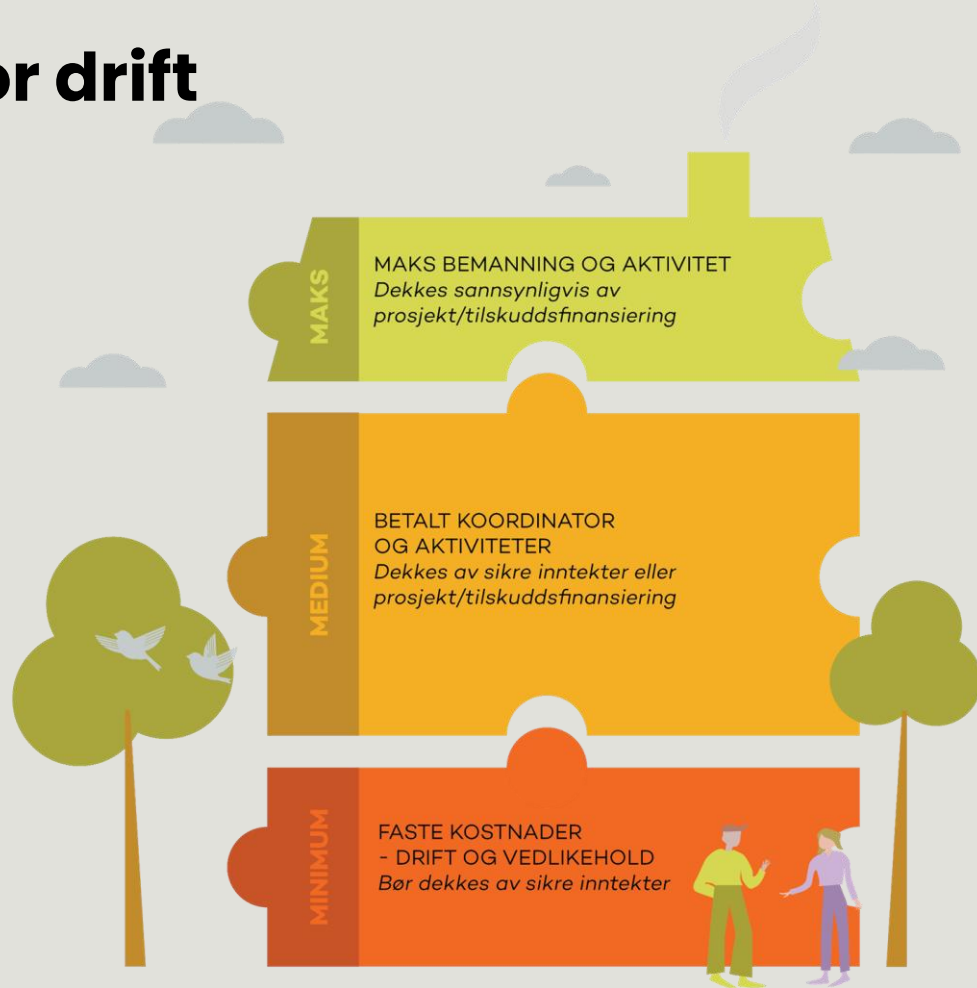 or drift
MAKS
MAKS BEMANNING OG AKTIVITET
Dekkes sannsynligvis av
prosjekt/tilskuddsfinansiering
MEDIUM
BETALT KOORDINATOR
OG AKTIVITETER
Dekkes av sikre inntekter eller
prosjekt/tilskuddsfinansiering
MINIMUM
FASTE KOSTNADER
- DRIFT OG VEDLIKEHOLD
Bør dekkes av sikre inntekter